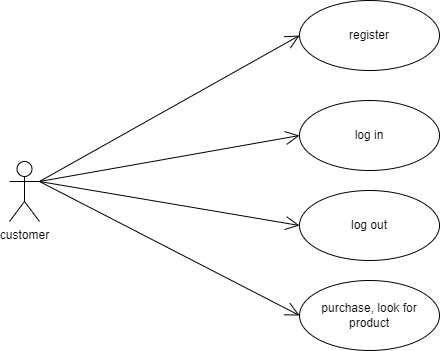 register
log in
customer
log out
purchase, look for
product